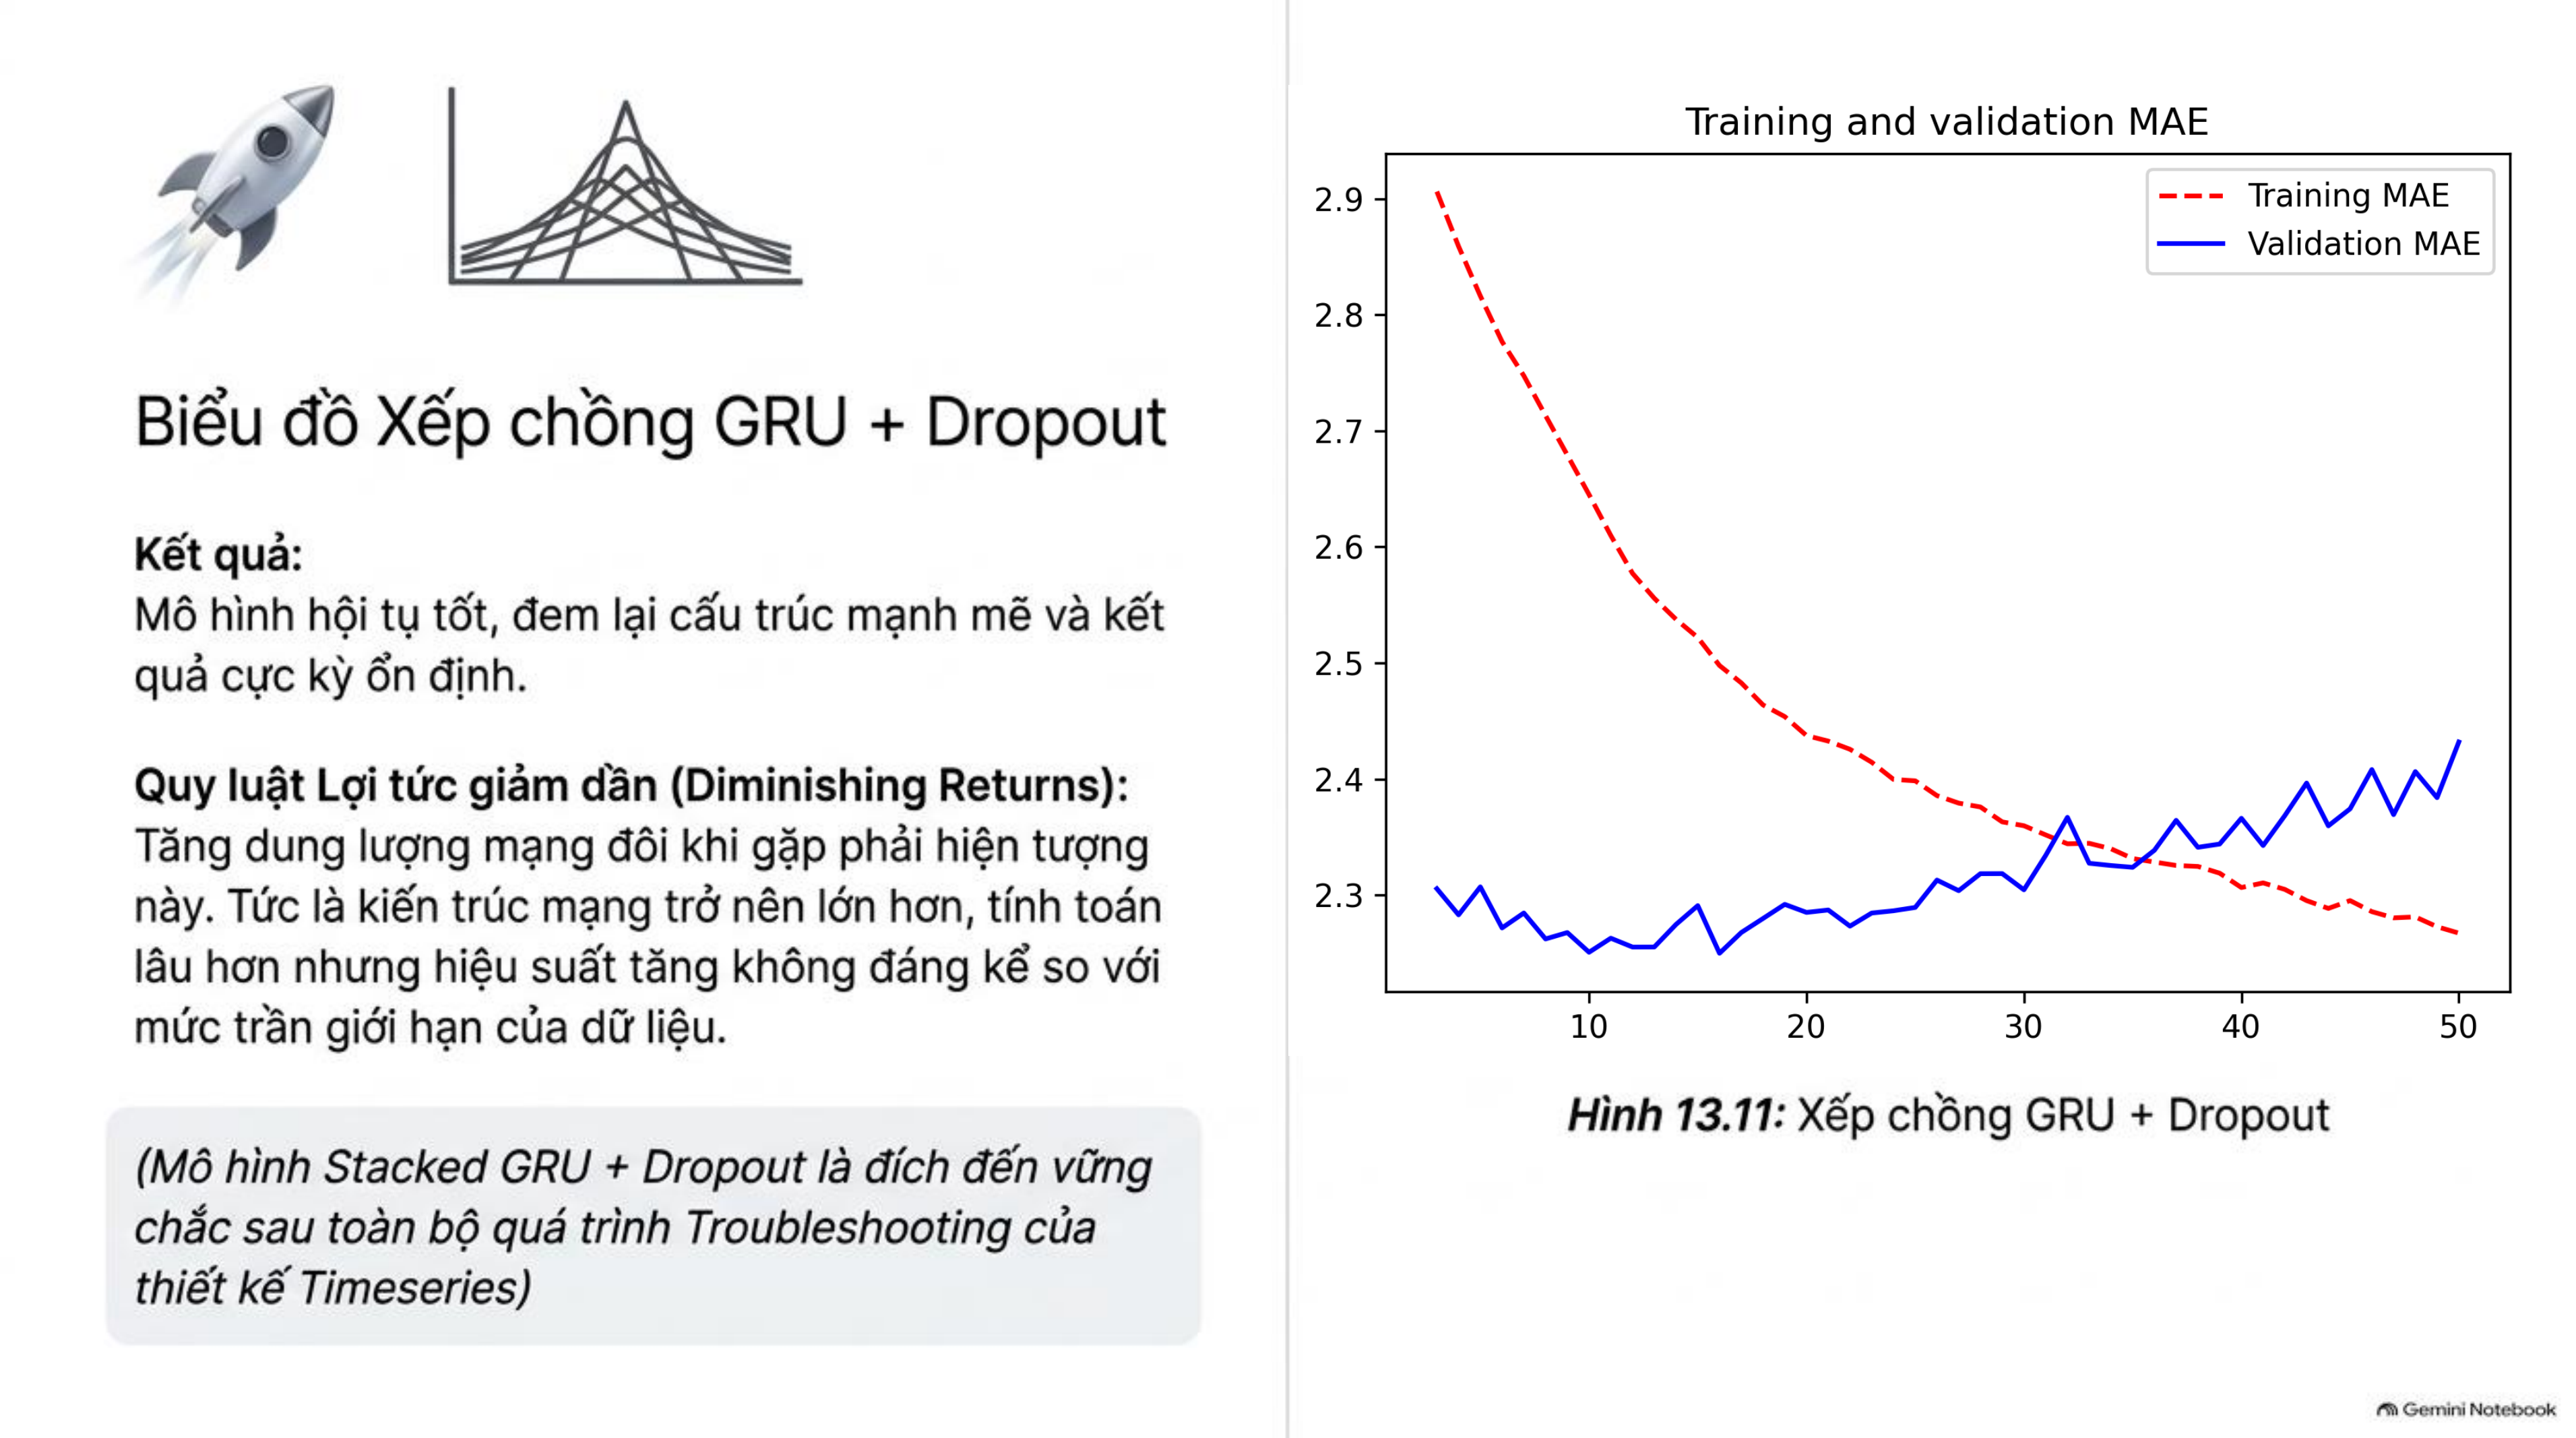 Biểu đồ Xếp chồng GRU + Dropout
Kết quả:
Mô hình hội tụ tốt, đem lại cấu trúc mạnh mẽ và kết
quả cực kỳ ổn định.
Quy luật Lợi tức giảm dần (Diminishing Returns):
Tăng dung lượng mạng đôi khi gặp phải hiện tượng
này. Tức là kiến trúc mạng trở nên lớn hơn, tính toán
lâu hơn nhưng hiệu suất tăng không đáng kể so với
mức trần giới hạn của dữ liệu.
(Mô hình Stacked GRU + Dropout là đích đến vững
chắc sau toàn bộ quá trình Troubleshooting của
thiết kế Timeseries)
Training and validation MAE
Training MAE
Validation MAE
2.9
2.8
2.7
2.6
2.5
2.4
2.3
10 20 30 40 50
Hình 13.11: Xếp chồng GRU + Dropout
Gemini Notebook